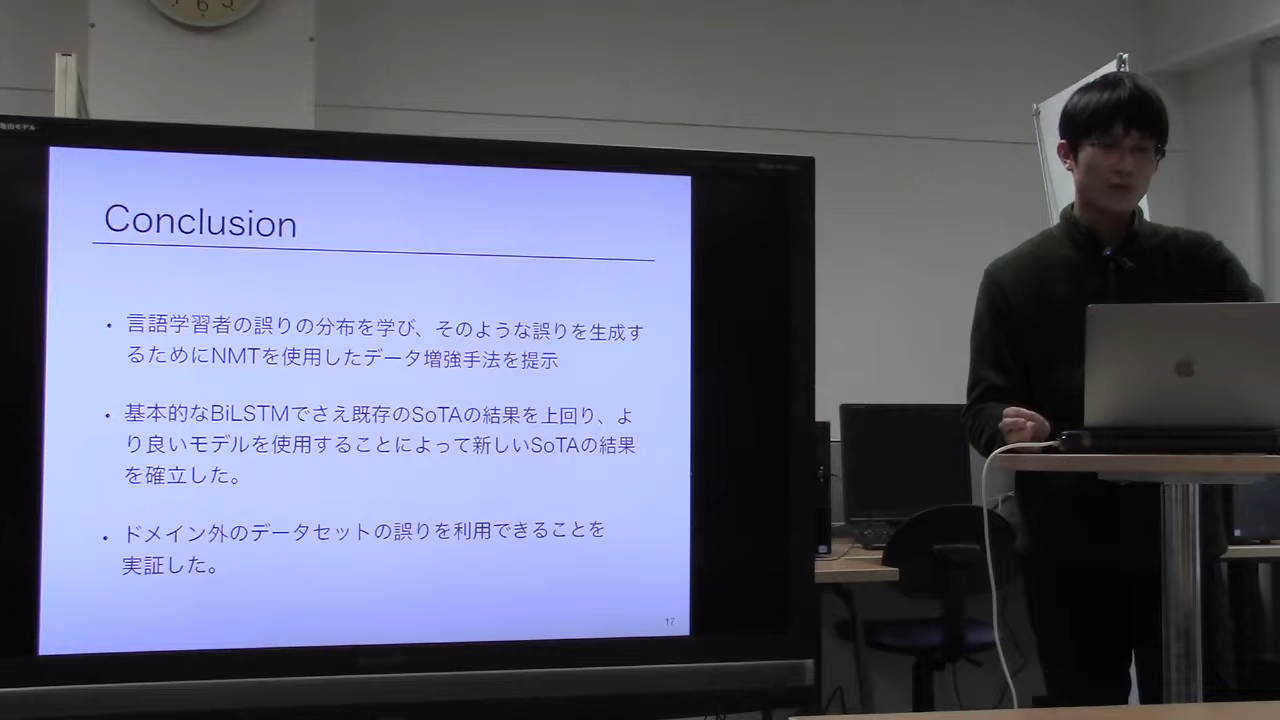 6
Conclusion
・言語学習者の誤りの分布を学び、そのような誤りを生成す
るためにNMTを使用したデータ増強手法を提示
・基本的なBiLSTMでさえ既存のSoTAの結果を上回り、よ
り良いモデルを使用することによって新しいSoTAの結果
を確立した。
・ドメイン外のデータセットの誤りを利用できることを
実証した。
17